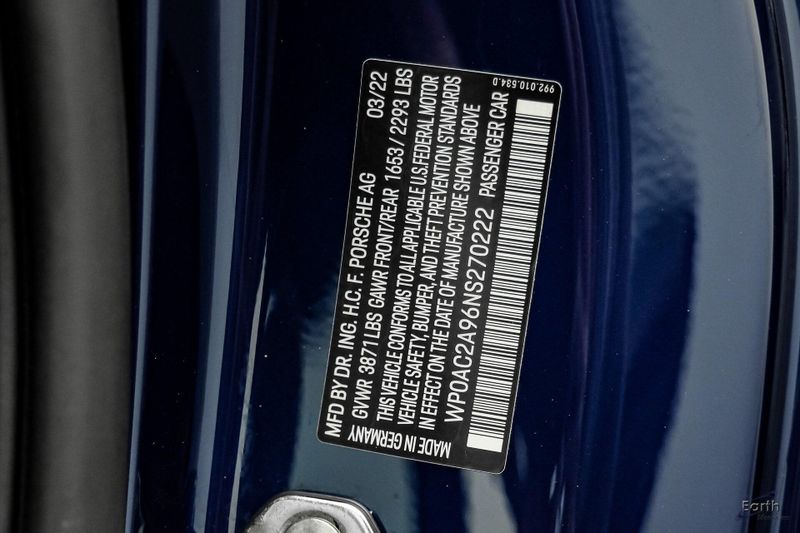 MFD BY DR. ING. H.C. F. PORSCHE AG 03/22
GVWR 3871 LBS GAWR FRONT/REAR 1653 / 2293 LBS
THIS VEHICLE CONFORMS TO ALL APPLICABLE U.S.FEDERAL MOTOR
VEHICLE SAFETY, BUMPER, AND THEFT PREVENTION STANDARDS
IN EFFECT ON THE DATE OF MANUFACTURE SHOWN ABOVE
WP0AC2A96NS270222 PASSENGER CAR
MADE IN GERMANY
992.010.534.0
Earth